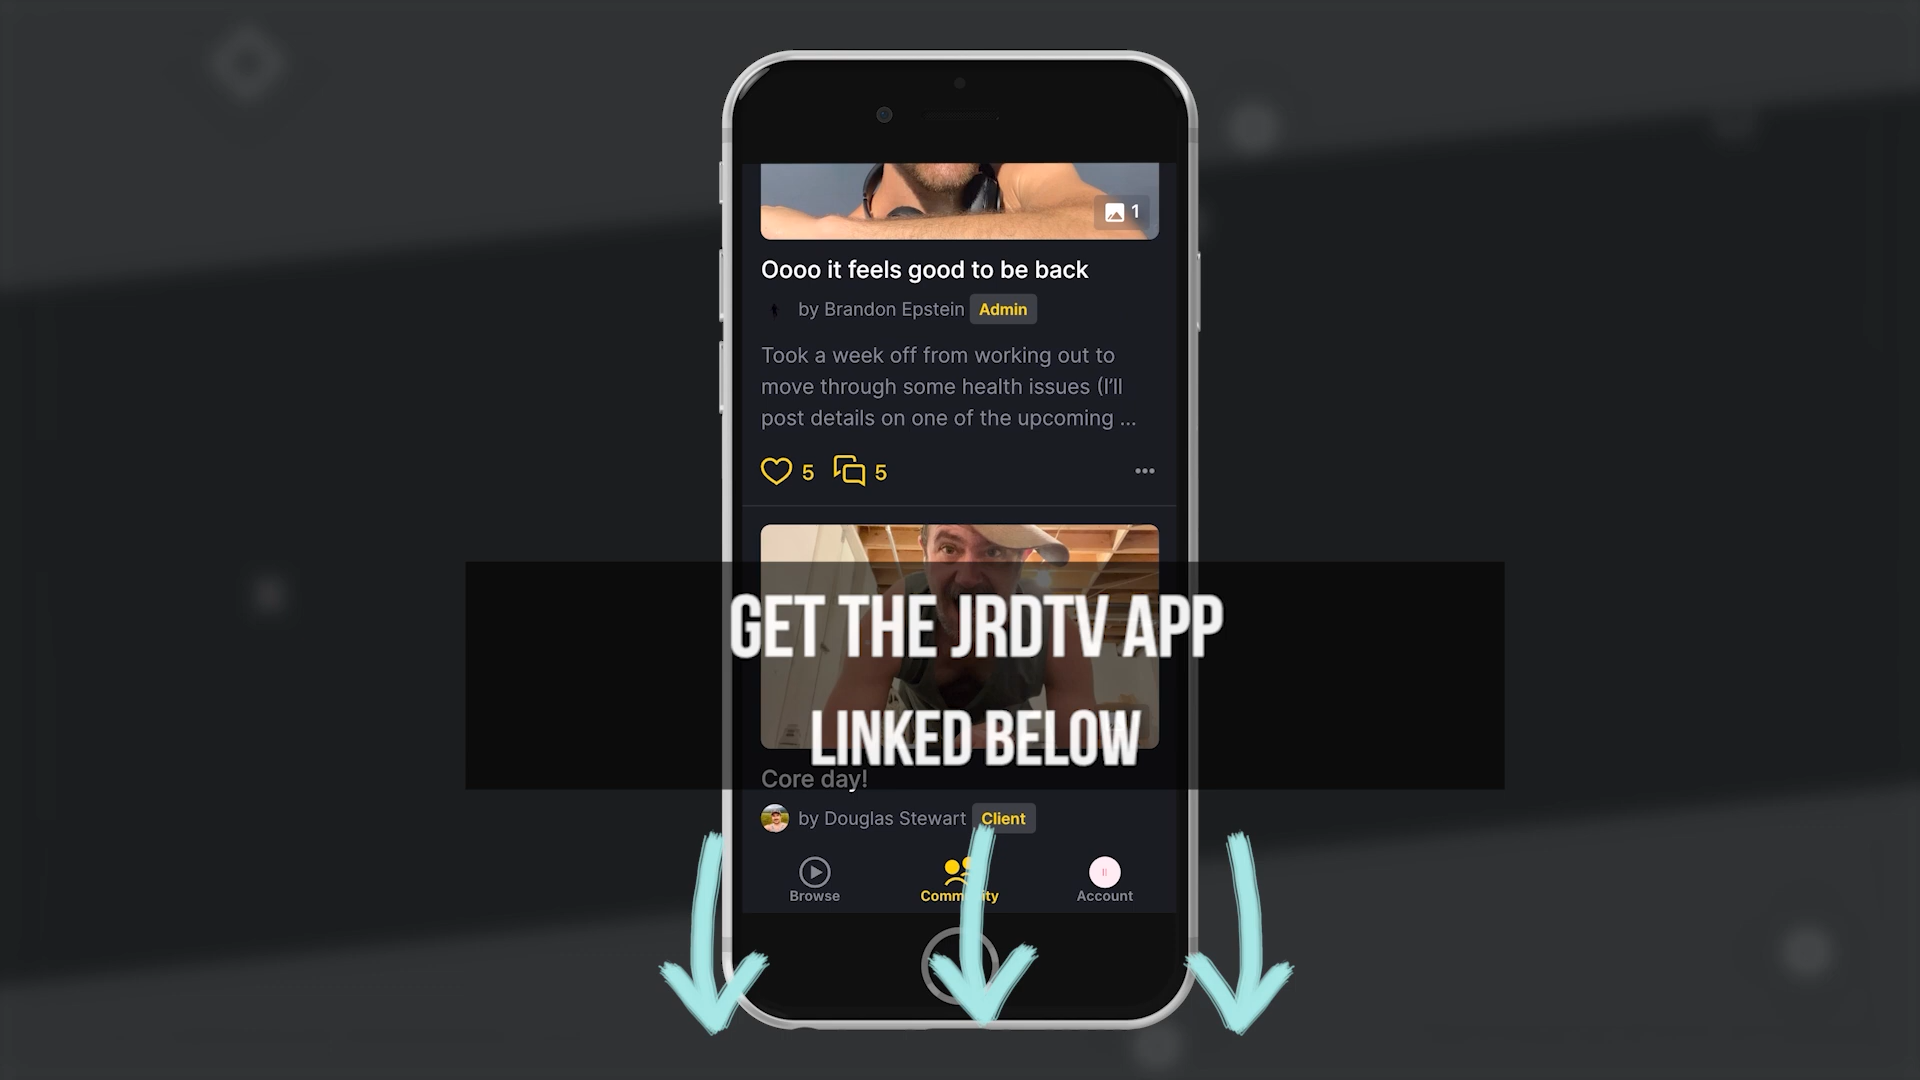 1
Oooo it feels good to be back
by Brandon Epstein Admin
Took a week off from working out to
move through some health issues (I'll
post details on one of the upcoming ...
5 5
GET THE JRDTV APP
LINKED BELOW
Core day!
by Douglas Stewart Client
Browse Community Account